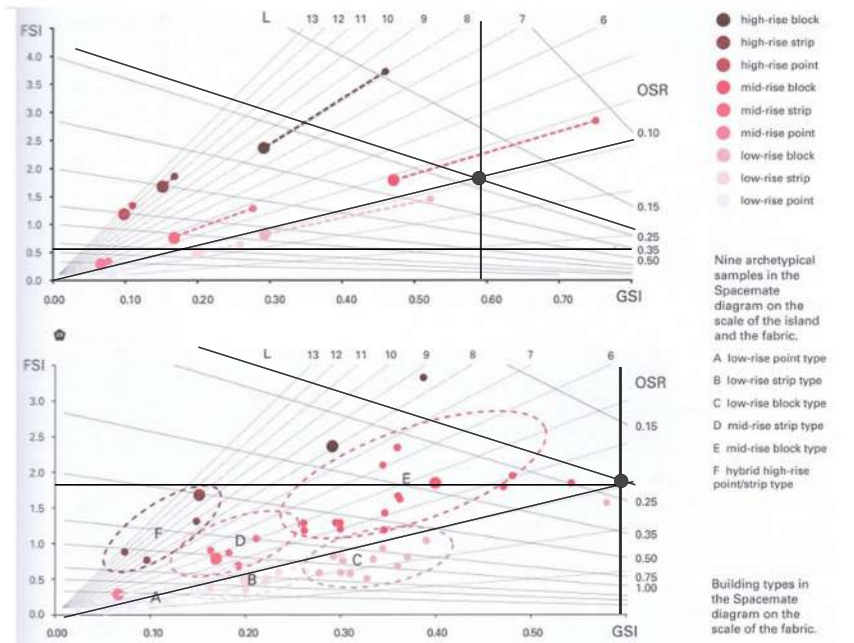 FSI
L 13 12 11 10 9 8 7 6
4.0
3.5
3.0
2.5
2.0
1.5
1.0
0.5
0.0
OSR
0.10
0.15
0.25
0.35
0.50
0.00 0.10 0.20 0.30 0.40 0.50 0.60 0.70 GSI
high-rise block
high-rise strip
high-rise point
mid-rise block
mid-rise strip
mid-rise point
low-rise block
low-rise strip
low-rise point
Nine archetypical
samples in the
Spacemate
diagram on the
scale of the island
and the fabric.
A low-rise point type
B low-rise strip type
C low-rise block type
D mid-rise strip type
E mid-rise block type
F hybrid high-rise
point/strip type
FSI
L 13 12 11 10 9 8 7 6
3.0
2.5
2.0
1.5
1.0
0.5
0.0
OSR
0.15
0.25
0.35
0.50
0.75
1.00
E
F
D
C
B
A
0.00 0.10 0.20 0.30 0.40 0.50 GSI
Building types in
the Spacemate
diagram on the
scale of the fabric.